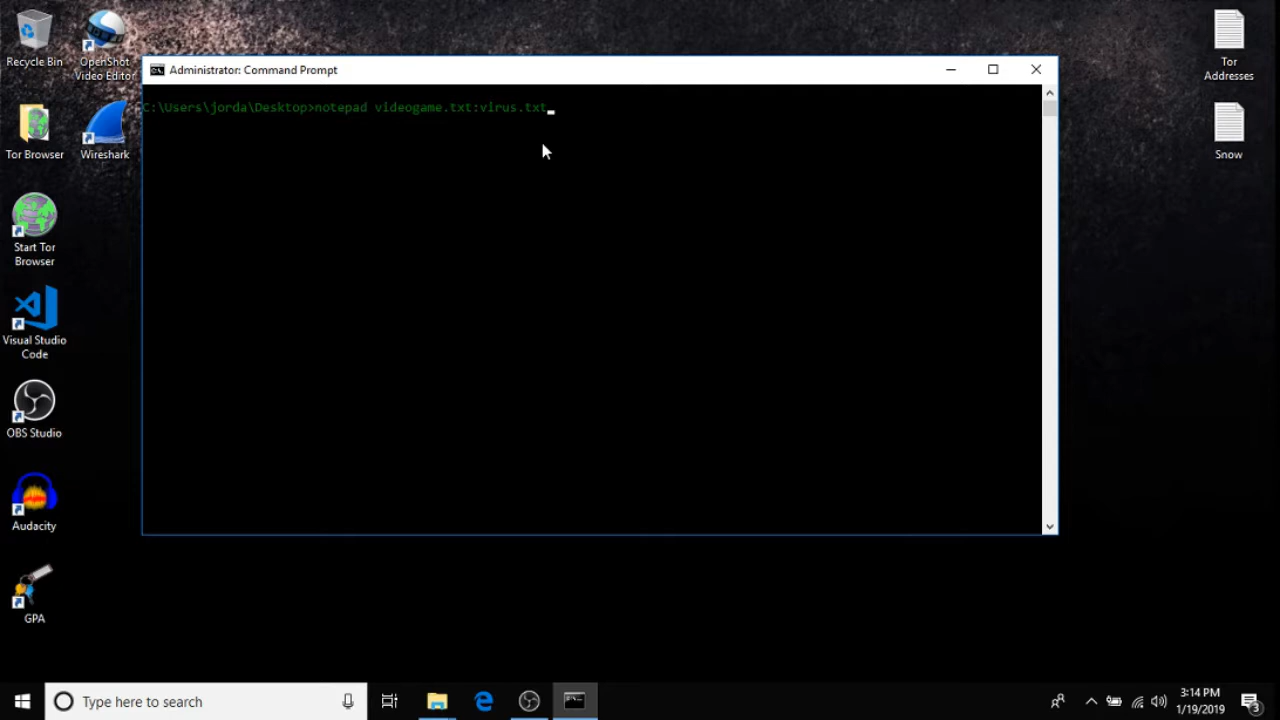 Recycle Bin
OpenShot
Video Editor
Tor Browser
Wireshark
Start Tor
Browser
Visual Studio
Code
OBS Studio
Audacity
GPA
Administrator: Command Prompt
C:\Users\jorda\Desktop>notepad videogame.txt:virus.txt
Tor
Addresses
Snow
Type here to search
3:14 PM
1/19/2019
3